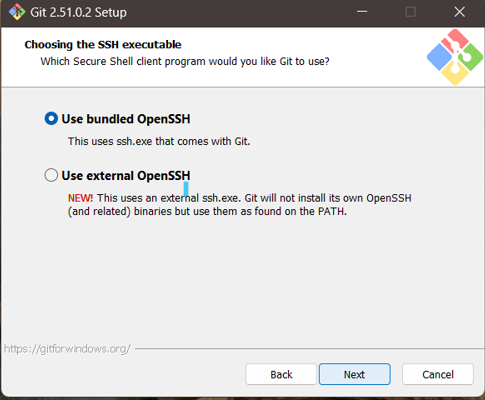 Git 2.51.0.2 Setup
Choosing the SSH executable
Which Secure Shell client program would you like Git to use?
Use bundled OpenSSH
This uses ssh.exe that comes with Git.
Use external OpenSSH
NEW! This uses an external ssh.exe. Git will not install its own OpenSSH
(and related) binaries but use them as found on the PATH.
https://gitforwindows.org/
Back Next Cancel